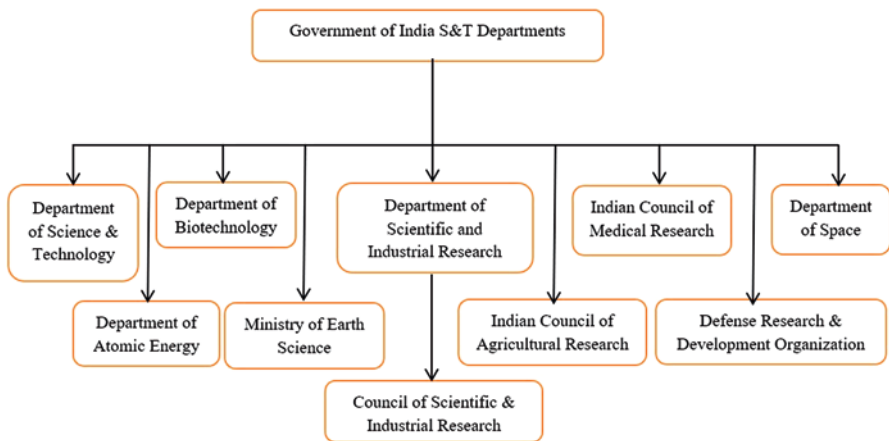 Government of India S&T Departments
Department
of Science &
Technology
Department of
Biotechnology
Department of
Scientific and
Industrial Research
Indian Council of
Medical Research
Department
of Space
Department of
Atomic Energy
Ministry of Earth
Science
Indian Council of
Agricultural Research
Defense Research &
Development Organization
Council of Scientific &
Industrial Research